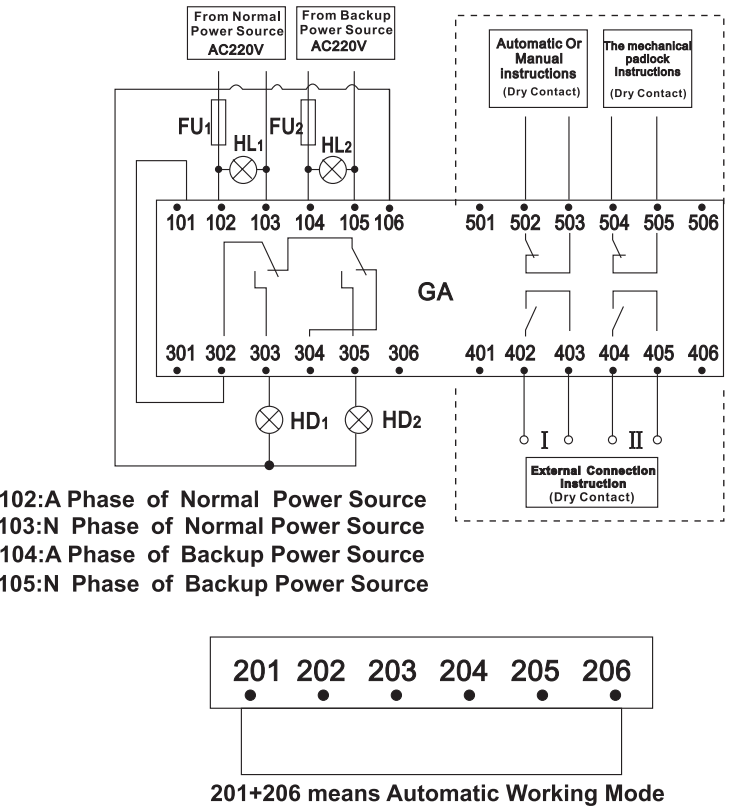 From Normal
Power Source
AC220V
From Backup
Power Source
AC220V
Automatic Or
Manual
instructions
(Dry Contact)
The mechanical
padlock
Instructions
(Dry Contact)
FU1
HL1
FU2
HL2
101 102 103 104 105 106
501 502 503 504 505 506
GA
301 302 303 304 305 306
401 402 403 404 405 406
HD1
HD2
I
II
External Connection
Instruction
(Dry Contact)
102:A Phase of Normal Power Source
103:N Phase of Normal Power Source
104:A Phase of Backup Power Source
105:N Phase of Backup Power Source
201 202 203 204 205 206
201+206 means Automatic Working Mode